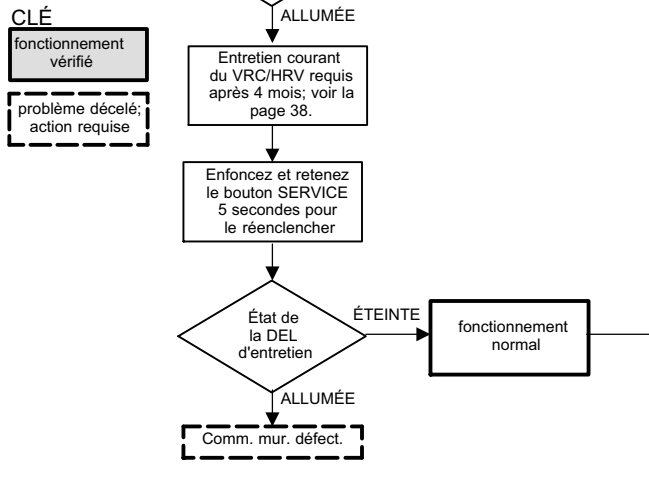 CLÉ
fonctionnement
vérifié
problème décelé;
action requise
ALLUMÉE
Entretien courant
du VRC/HRV requis
après 4 mois; voir la
page 38.
Enfoncez et retenez
le bouton SERVICE
5 secondes pour
le réenclencher
État de
la DEL
d'entretien
ÉTEINTE
fonctionnement
normal
ALLUMÉE
Comm. mur. défect.